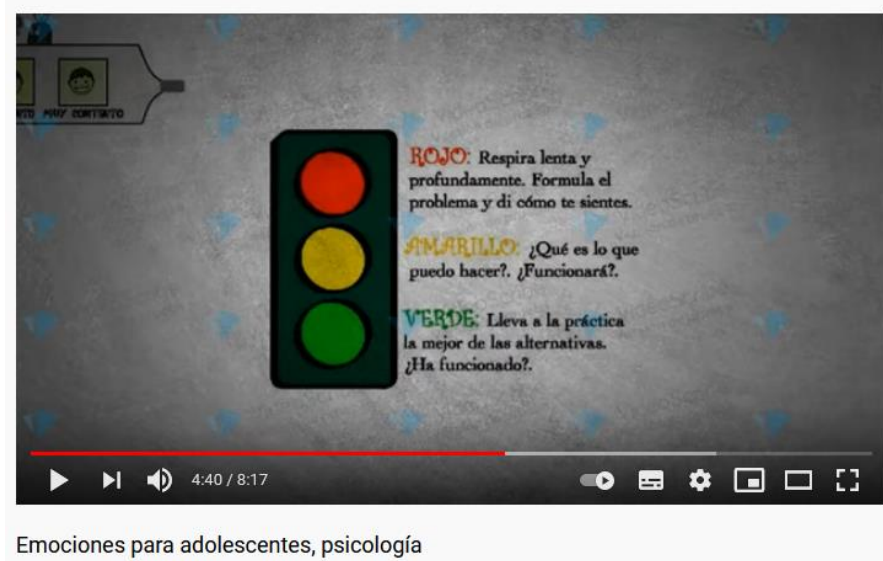 MUY CONTENTO
ROJO: Respira lenta y
profundamente. Formula el
problema y di cómo te sientes.
AMARILLO: ¿Qué es lo que
puedo hacer?. ¿Funcionará?.
VERDE: Lleva a la práctica
la mejor de las alternativas.
¿Ha funcionado?.
4:40 / 8:17
Emociones para adolescentes, psicología